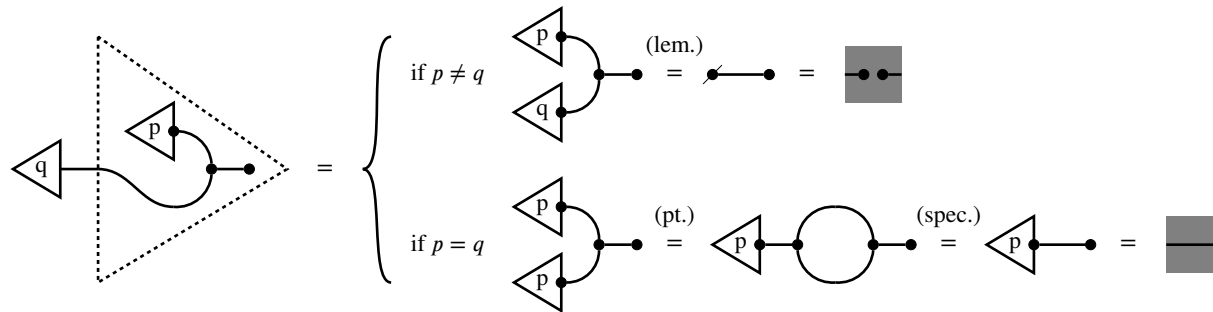 p
if p ≠ q (lem.) = =
q
p
q =
p
if p = q (pt.) = p (spec.) = p =
p